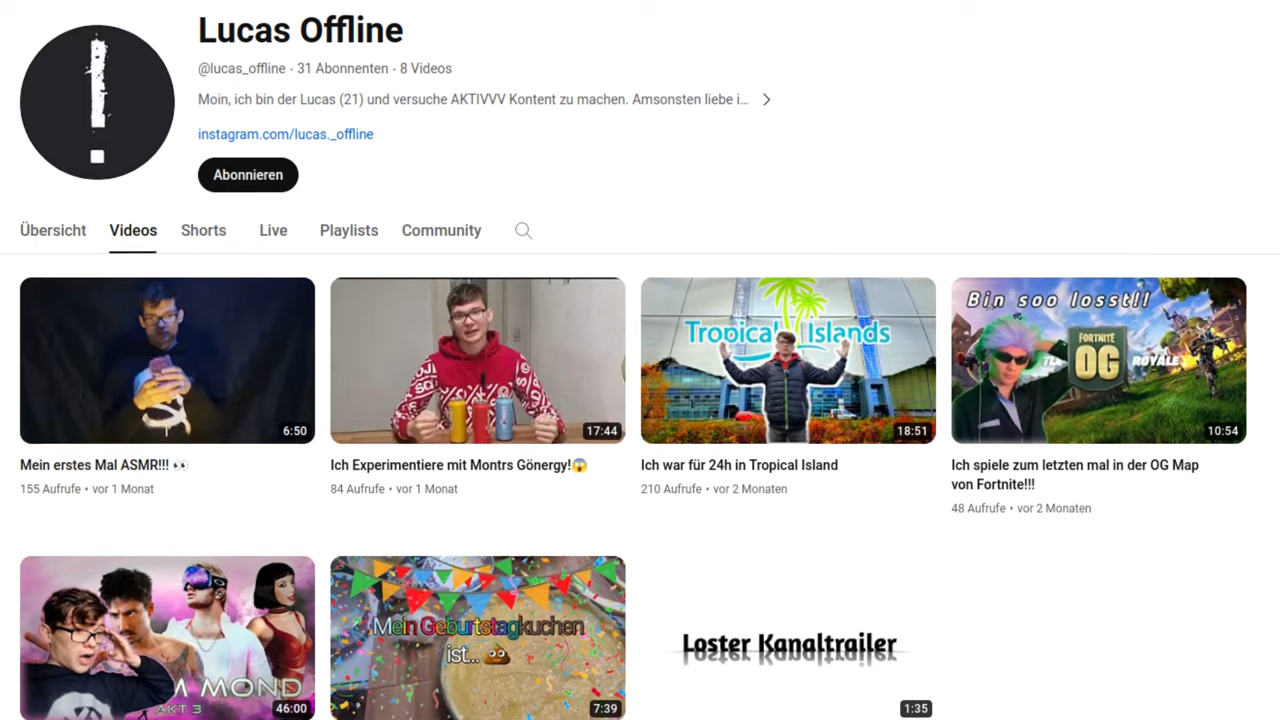 Lucas Offline
@lucas_offline · 31 Abonnenten · 8 Videos
Moin, ich bin der Lucas (21) und versuche AKTIVVV Kontent zu machen. Amsonsten liebe i...
instagram.com/lucas._offline
Abonnieren
Übersicht Videos Shorts Live Playlists Community
Tropical Islands
Bin soo losst!!
FORTNITE
OG
ROYALE
6:50
17:44
18:51
10:54
Mein erstes Mal ASMR!!! 👀
155 Aufrufe • vor 1 Monat
Ich Experimentiere mit Montrs Gönergy!😱
84 Aufrufe • vor 1 Monat
Ich war für 24h in Tropical Island
210 Aufrufe • vor 2 Monaten
Ich spiele zum letzten mal in der OG Map
von Fortnite!!!
48 Aufrufe • vor 2 Monaten
MOND
AKT 3
46:00
Mein Geburtstagkuchen
ist... 💩
7:39
Loster Kanaltrailer
1:35